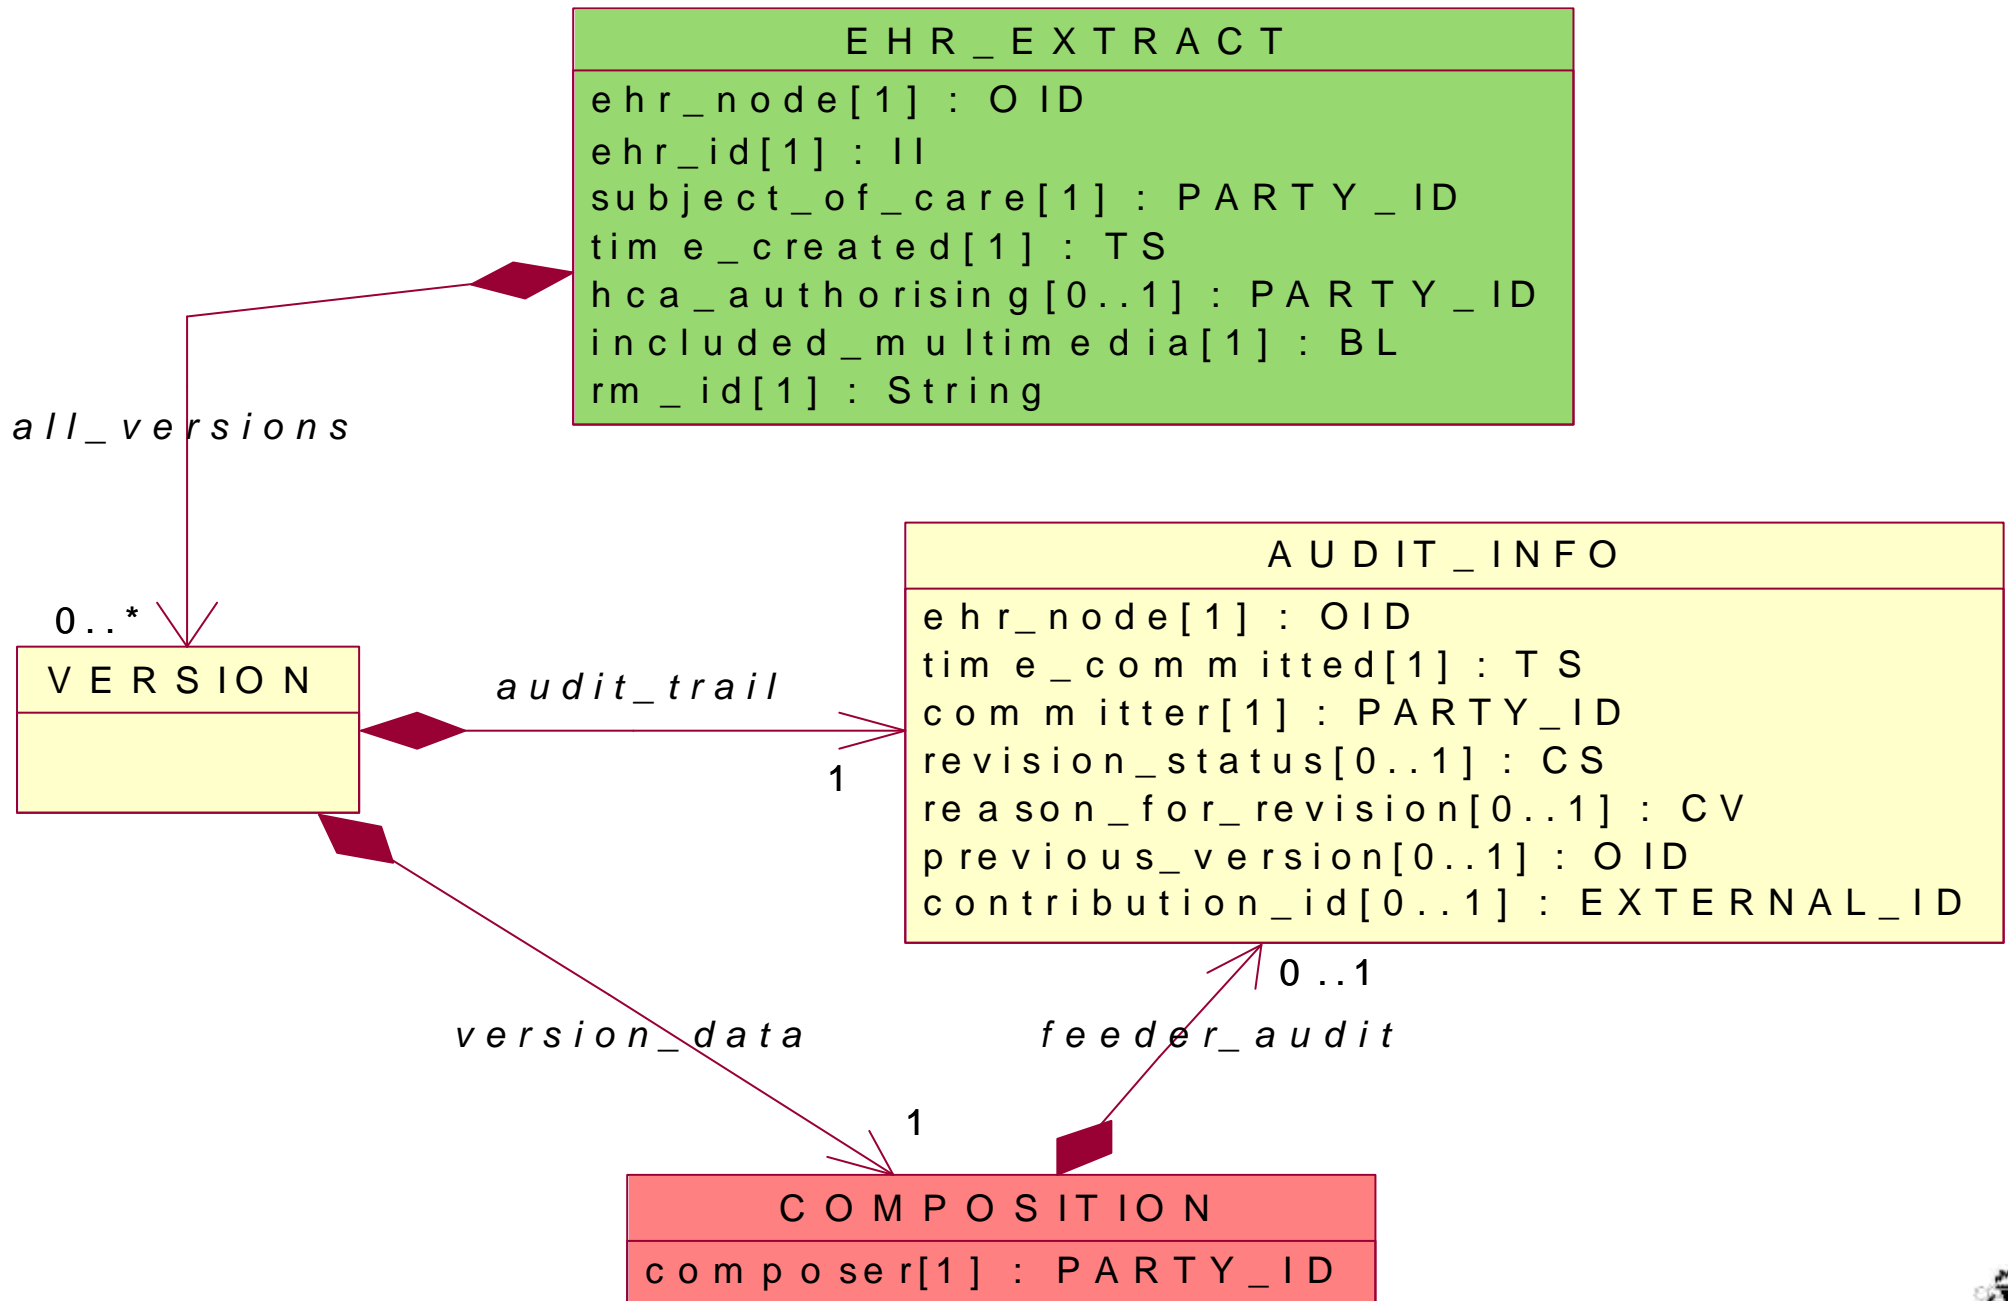 EHR_EXTRACT
ehr_node[1] : OID
ehr_id[1] : II
subject_of_care[1] : PARTY_ID
time_created[1] : TS
hca_authorising[0..1] : PARTY_ID
included_multimedia[1] : BL
rm_id[1] : String
all_versions
0..*
VERSION
audit_trail
1
AUDIT_INFO
ehr_node[1] : OID
time_committed[1] : TS
committer[1] : PARTY_ID
revision_status[0..1] : CS
reason_for_revision[0..1] : CV
previous_version[0..1] : OID
contribution_id[0..1] : EXTERNAL_ID
0..1
version_data
feeder_audit
1
COMPOSITION
composer[1] : PARTY_ID